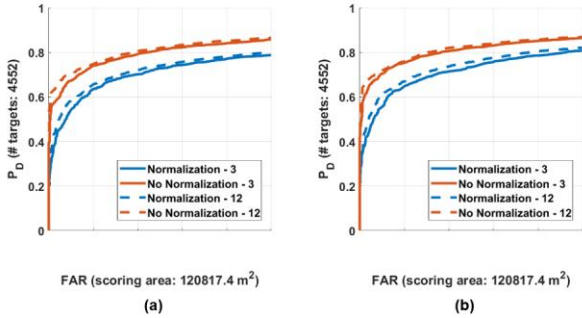 1
0.8
0.6
0.4
0.2
0
P_D (# targets: 4552)
Normalization - 3
No Normalization - 3
Normalization - 12
No Normalization - 12
FAR (scoring area: 120817.4 m²)
(a)
1
0.8
0.6
0.4
0.2
0
P_D (# targets: 4552)
Normalization - 3
No Normalization - 3
Normalization - 12
No Normalization - 12
FAR (scoring area: 120817.4 m²)
(b)